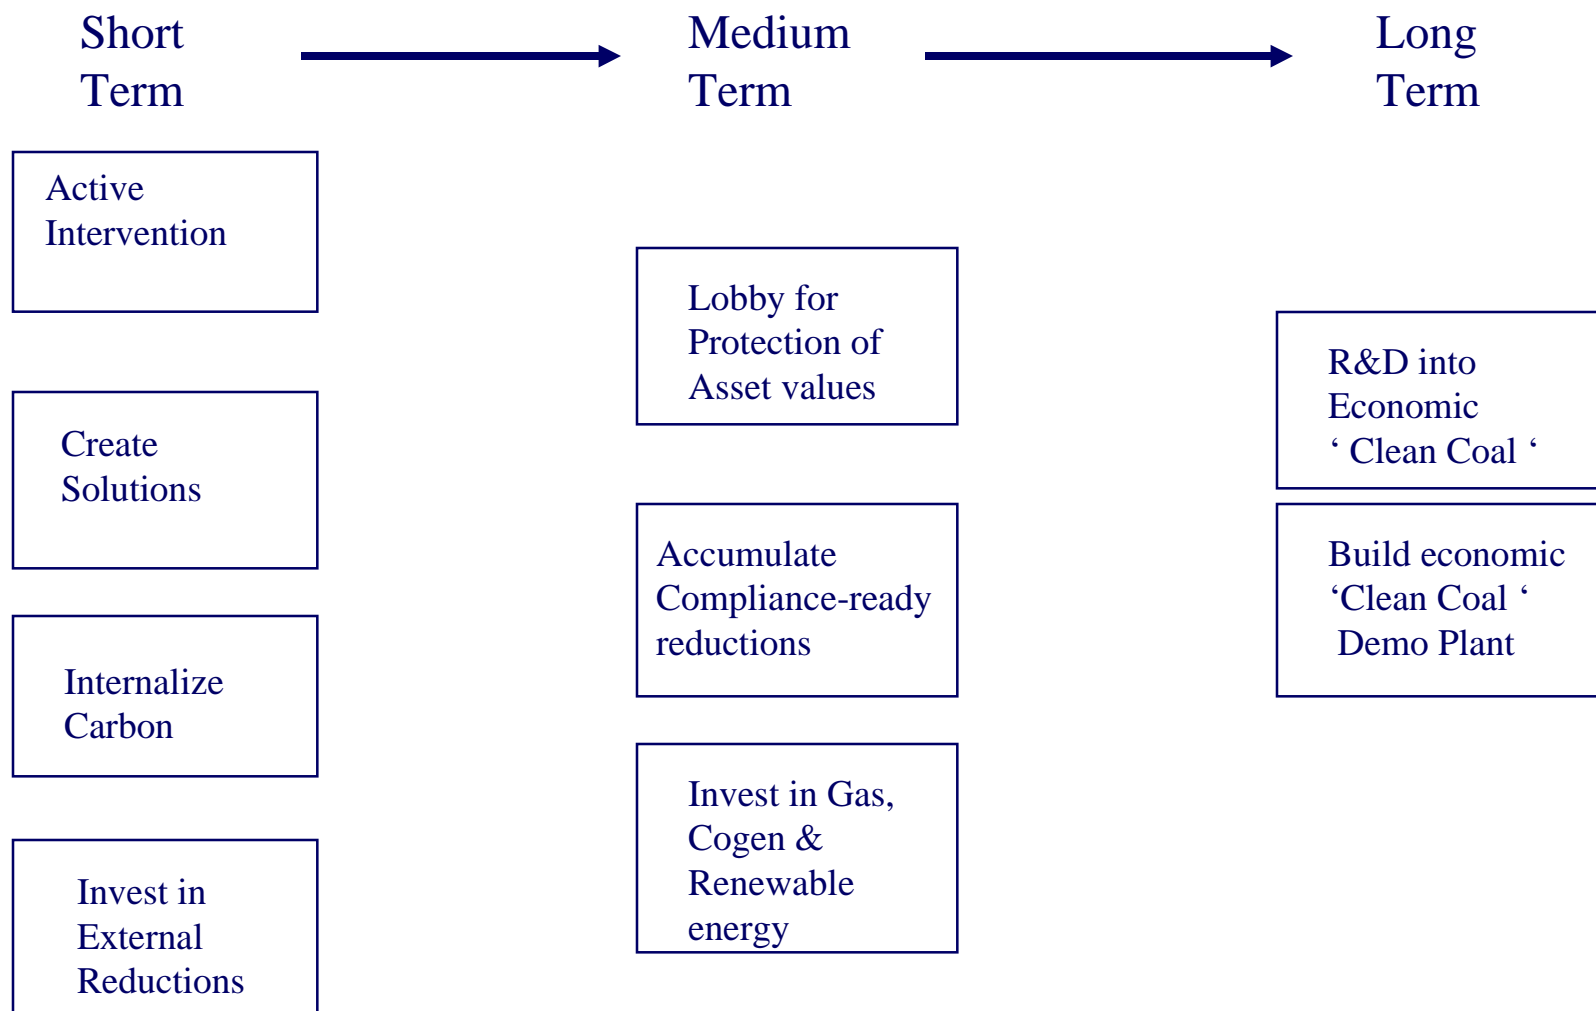 Short
Term
Medium
Term
Long
Term
Active
Intervention
Create
Solutions
Internalize
Carbon
Invest in
External
Reductions
Lobby for
Protection of
Asset values
Accumulate
Compliance-ready
reductions
Invest in Gas,
Cogen &
Renewable
energy
R&D into
Economic
‘ Clean Coal ‘
Build economic
‘Clean Coal ‘
Demo Plant